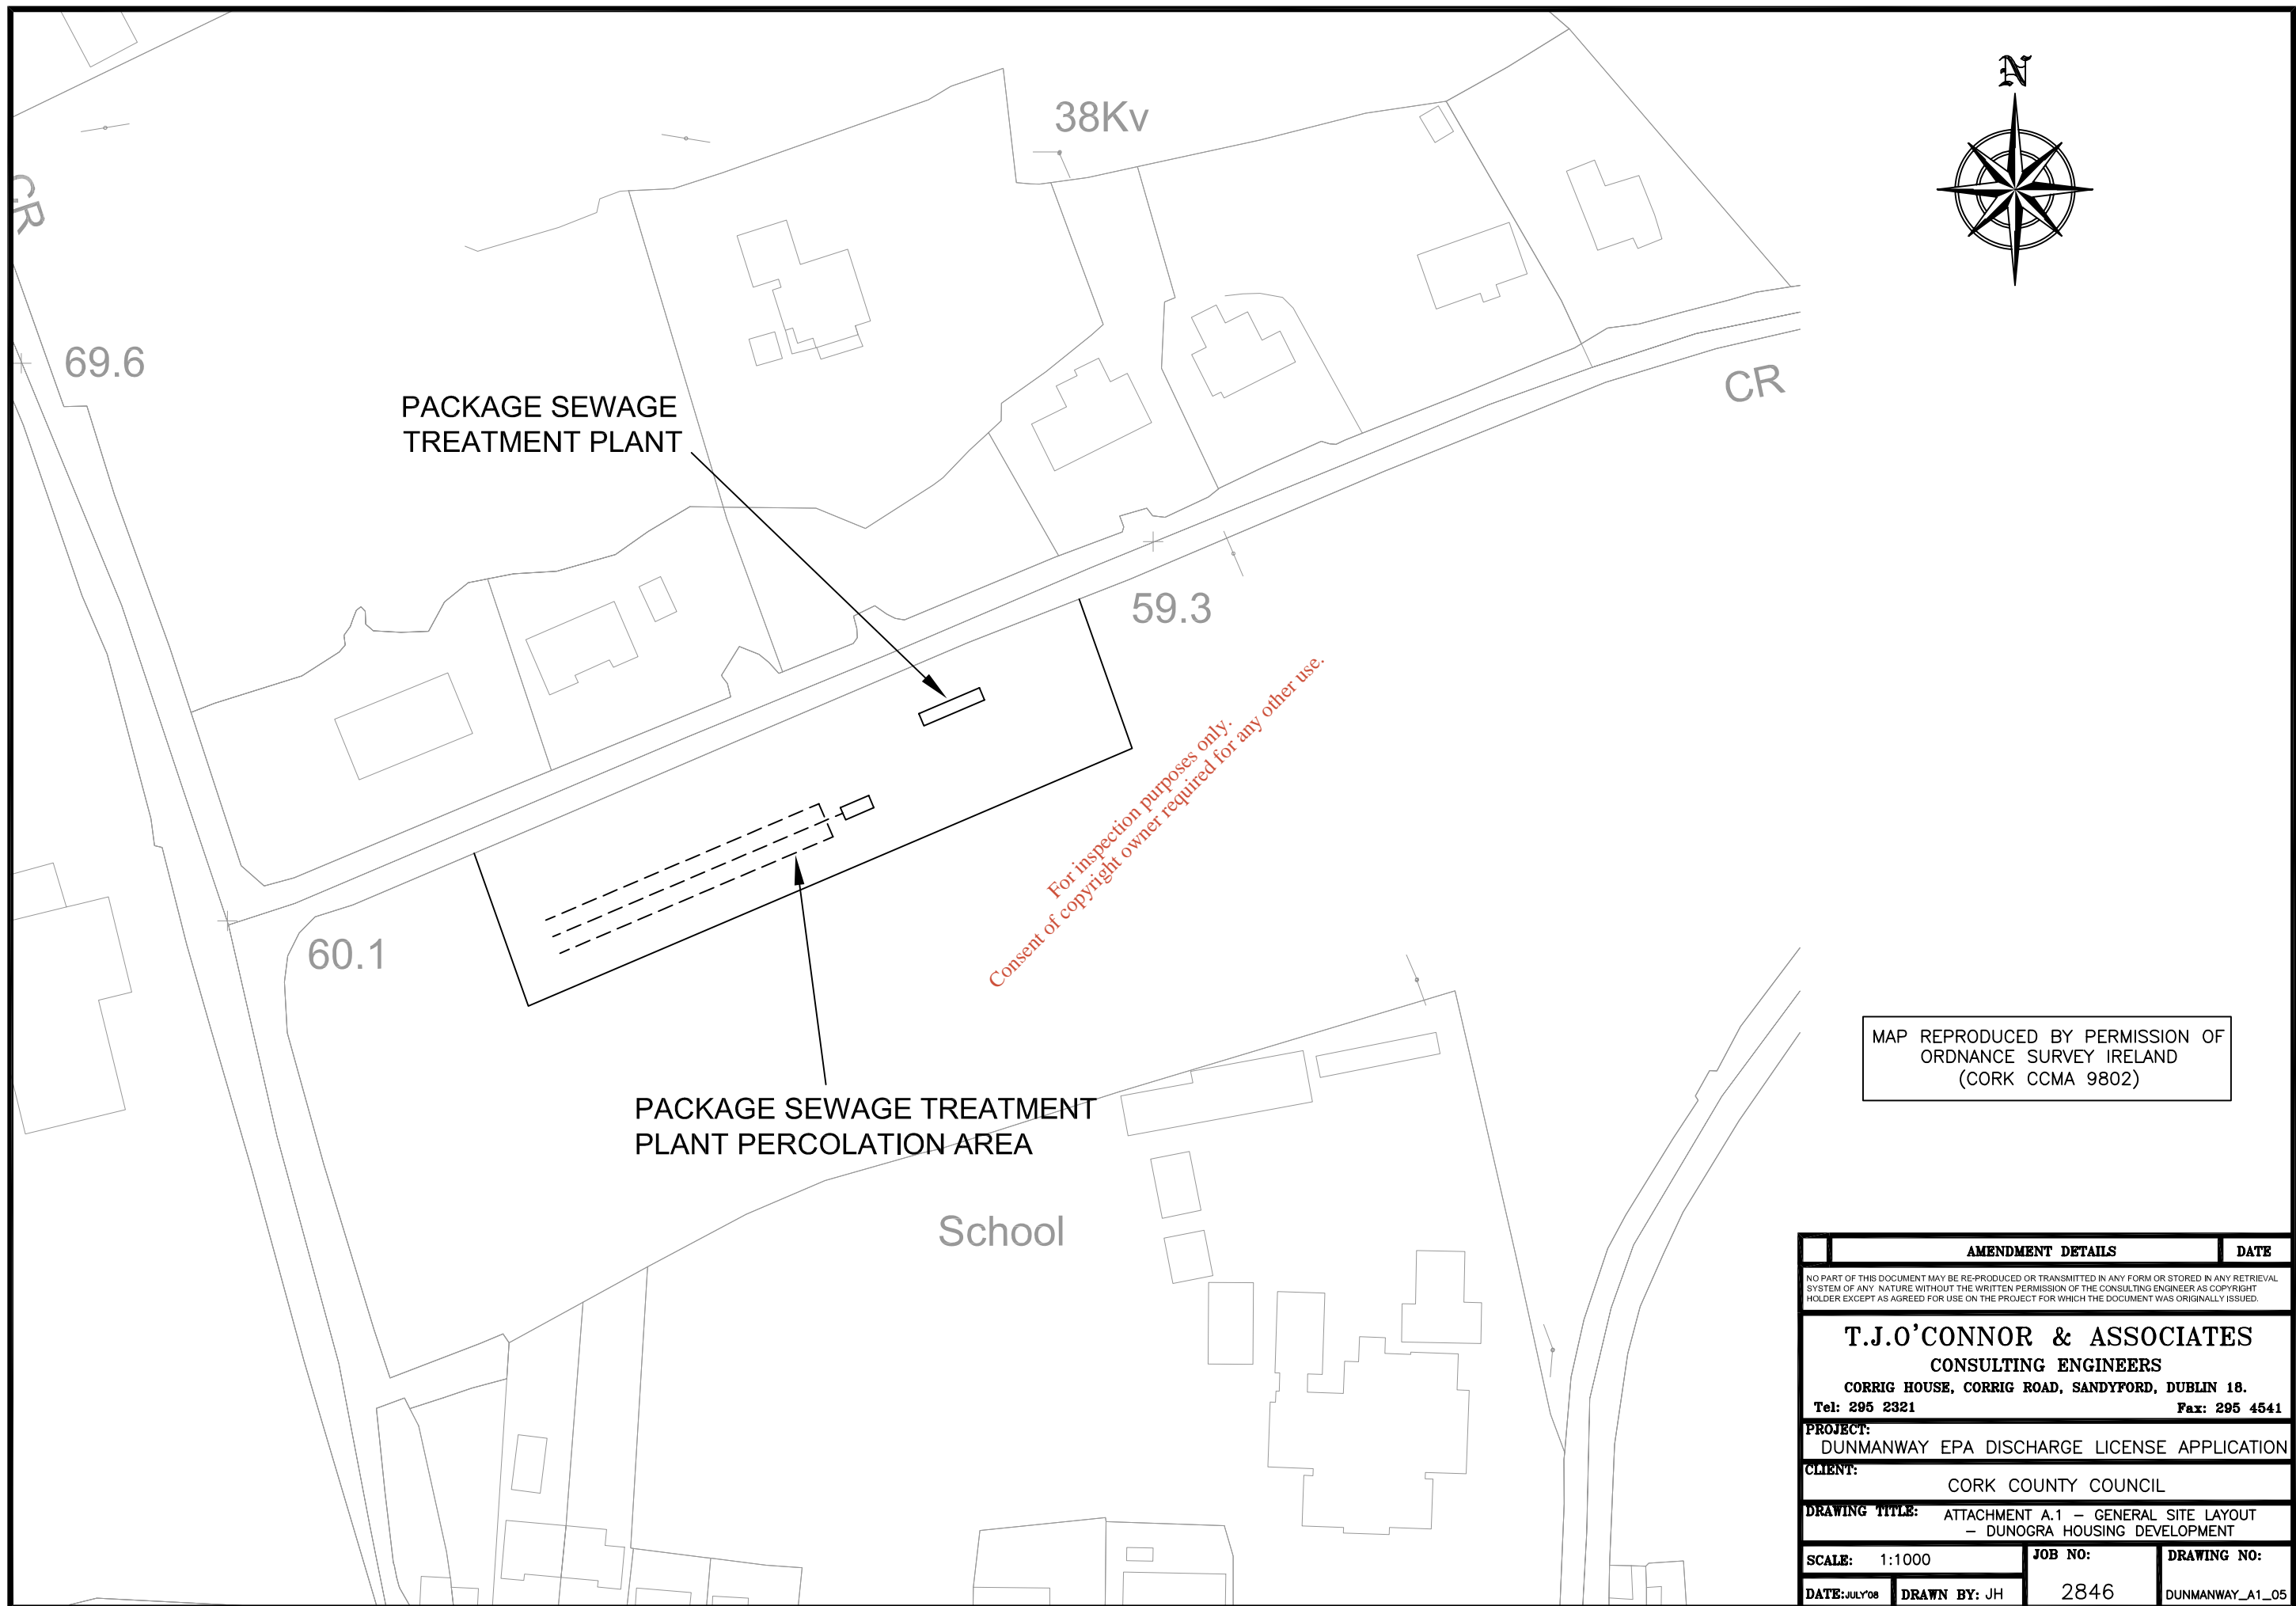 N
38Kv
CR
69.6
CR
PACKAGE SEWAGE
TREATMENT PLANT
59.3
For inspection purposes only.
Consent of copyright owner required for any other use.
60.1
MAP REPRODUCED BY PERMISSION OF
ORDNANCE SURVEY IRELAND
(CORK CCMA 9802)
PACKAGE SEWAGE TREATMENT
PLANT PERCOLATION AREA
School
AMENDMENT DETAILS DATE
NO PART OF THIS DOCUMENT MAY BE RE-PRODUCED OR TRANSMITTED IN ANY FORM OR STORED IN ANY RETRIEVAL
SYSTEM OF ANY NATURE WITHOUT THE WRITTEN PERMISSION OF THE CONSULTING ENGINEER AS COPYRIGHT
HOLDER EXCEPT AS AGREED FOR USE ON THE PROJECT FOR WHICH THE DOCUMENT WAS ORIGINALLY ISSUED.
T.J.O'CONNOR & ASSOCIATES
CONSULTING ENGINEERS
CORRIG HOUSE, CORRIG ROAD, SANDYFORD, DUBLIN 18.
Tel: 295 2321 Fax: 295 4541
PROJECT:
DUNMANWAY EPA DISCHARGE LICENSE APPLICATION
CLIENT:
CORK COUNTY COUNCIL
DRAWING TITLE: ATTACHMENT A.1 – GENERAL SITE LAYOUT
– DUNOGRA HOUSING DEVELOPMENT
SCALE: 1:1000
JOB NO:
2846
DRAWING NO:
DUNMANWAY_A1_05
DATE:JULY'08 DRAWN BY: JH